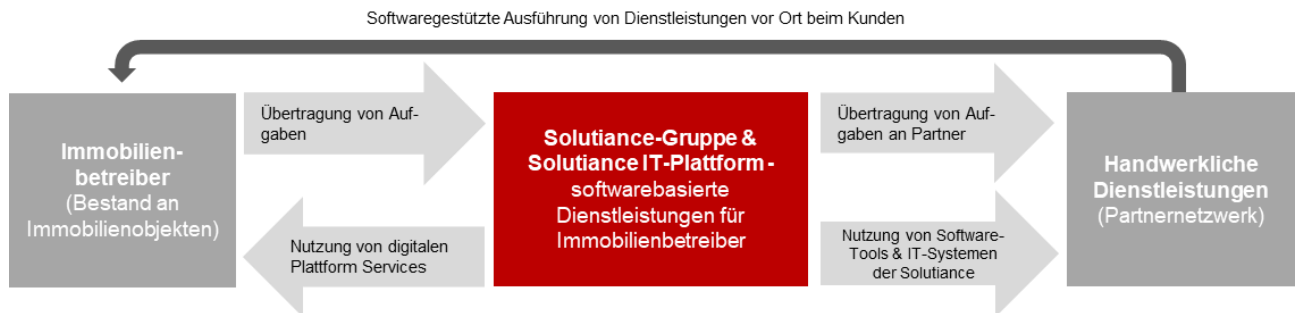 Softwaregestützte Ausführung von Dienstleistungen vor Ort beim Kunden
Immobilien-
betreiber
(Bestand an
Immobilienobjekten)
Übertragung von Auf-
gaben
Nutzung von digitalen
Plattform Services
Solutiance-Gruppe &
Solutiance IT-Plattform -
softwarebasierte
Dienstleistungen für
Immobilienbetreiber
Übertragung von Auf-
gaben an Partner
Nutzung von Software-
Tools & IT-Systemen
der Solutiance
Handwerkliche
Dienstleistungen
(Partnernetzwerk)